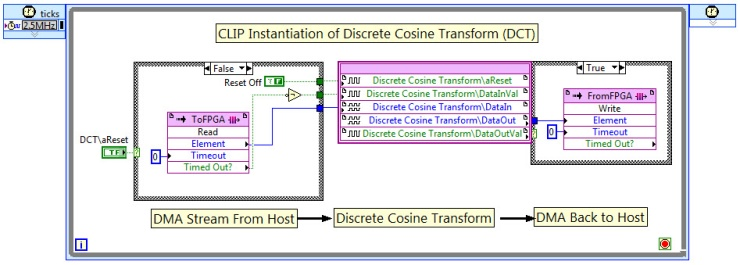 ticks
2.5MHz
CLIP Instantiation of Discrete Cosine Transform (DCT)
False
True
Reset Off
T F
Discrete Cosine Transform\aReset
Discrete Cosine Transform\DataInVal
Discrete Cosine Transform\DataIn
Discrete Cosine Transform\DataOut
Discrete Cosine Transform\DataOutVal
ToFPGA
Read
Element
Timeout
Timed Out?
0
DCT\aReset
T F
FromFPGA
Write
Element
Timeout
Timed Out?
0
DMA Stream From Host
Discrete Cosine Transform
DMA Back to Host
i